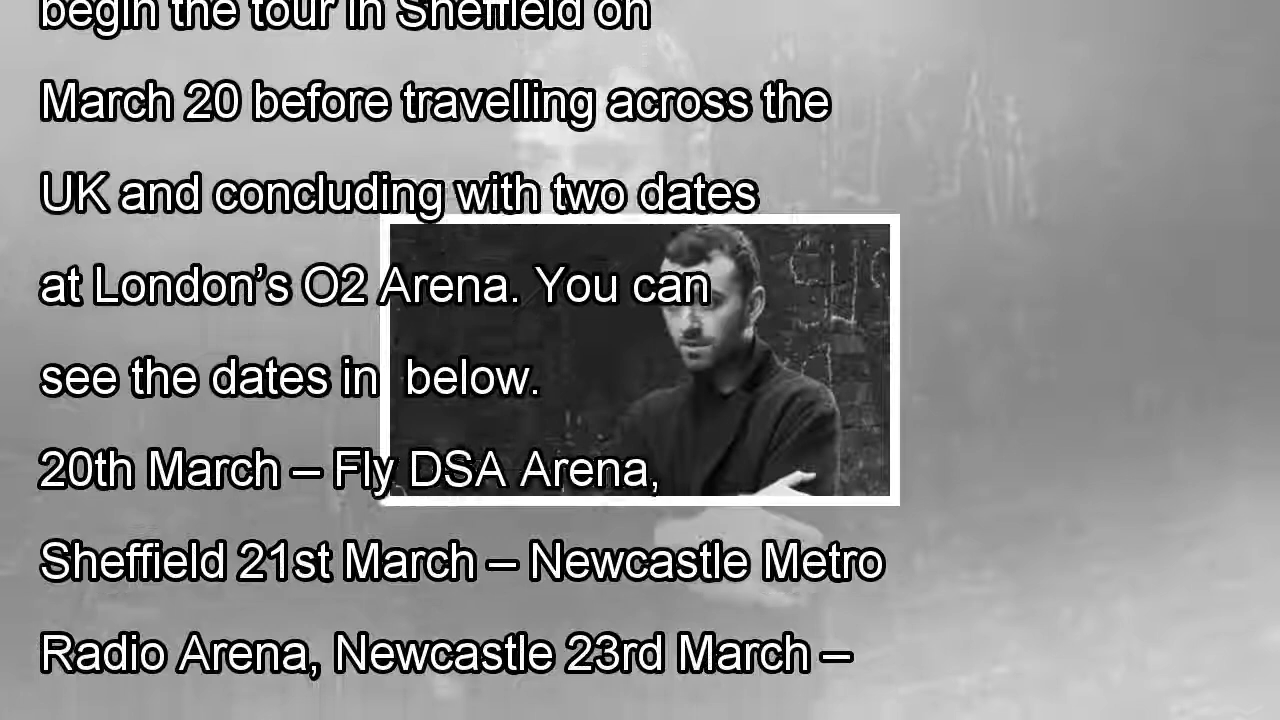 begin the tour in Sheffield on
March 20 before travelling across the
UK and concluding with two dates
at London’s O2 Arena. You can
see the dates in  below.
20th March – Fly DSA Arena,
Sheffield 21st March – Newcastle Metro
Radio Arena, Newcastle 23rd March –